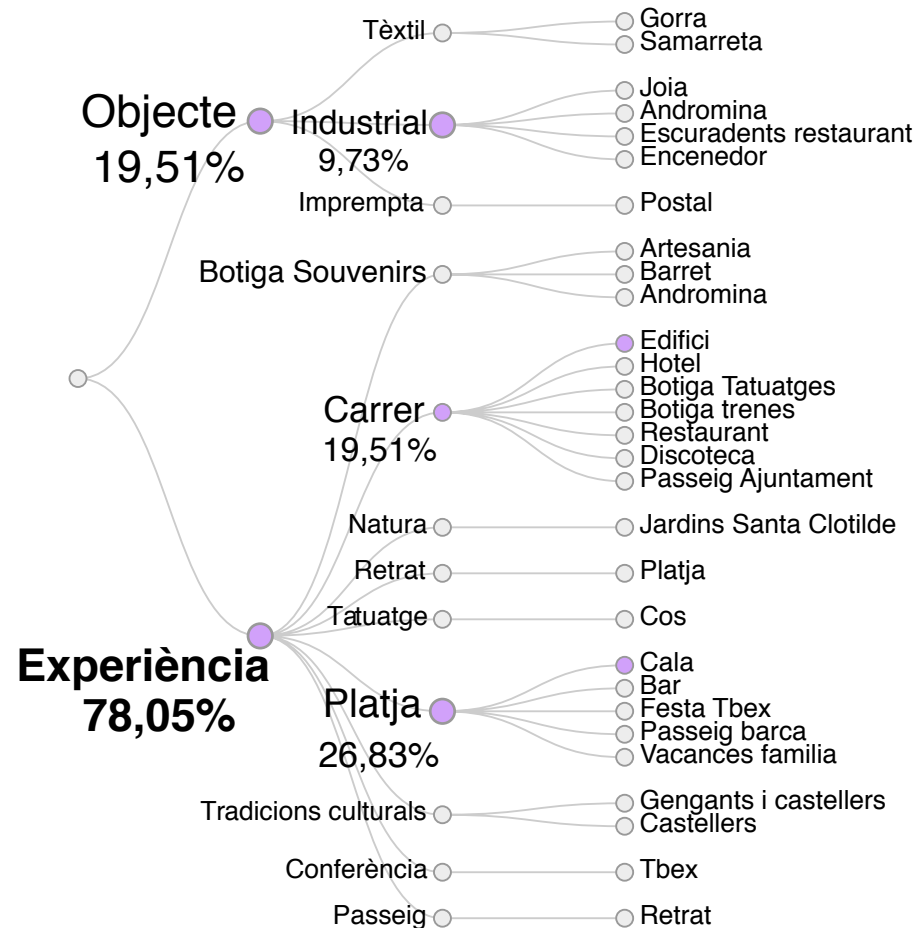 Tèxtil
Gorra
Samarreta
Objecte
19,51%
Industrial
9,73%
Joia
Andromina
Escuradents restaurant
Encenedor
Imprempta
Postal
Botiga Souvenirs
Artesania
Barret
Andromina
Carrer
19,51%
Edifici
Hotel
Botiga Tatuatges
Botiga trenes
Restaurant
Discoteca
Passeig Ajuntament
Natura
Jardins Santa Clotilde
Retrat
Platja
Tatuatge
Cos
Experiència
78,05%
Platja
26,83%
Cala
Bar
Festa Tbex
Passeig barca
Vacances familia
Tradicions culturals
Gengants i castellers
Castellers
Conferència
Tbex
Passeig
Retrat